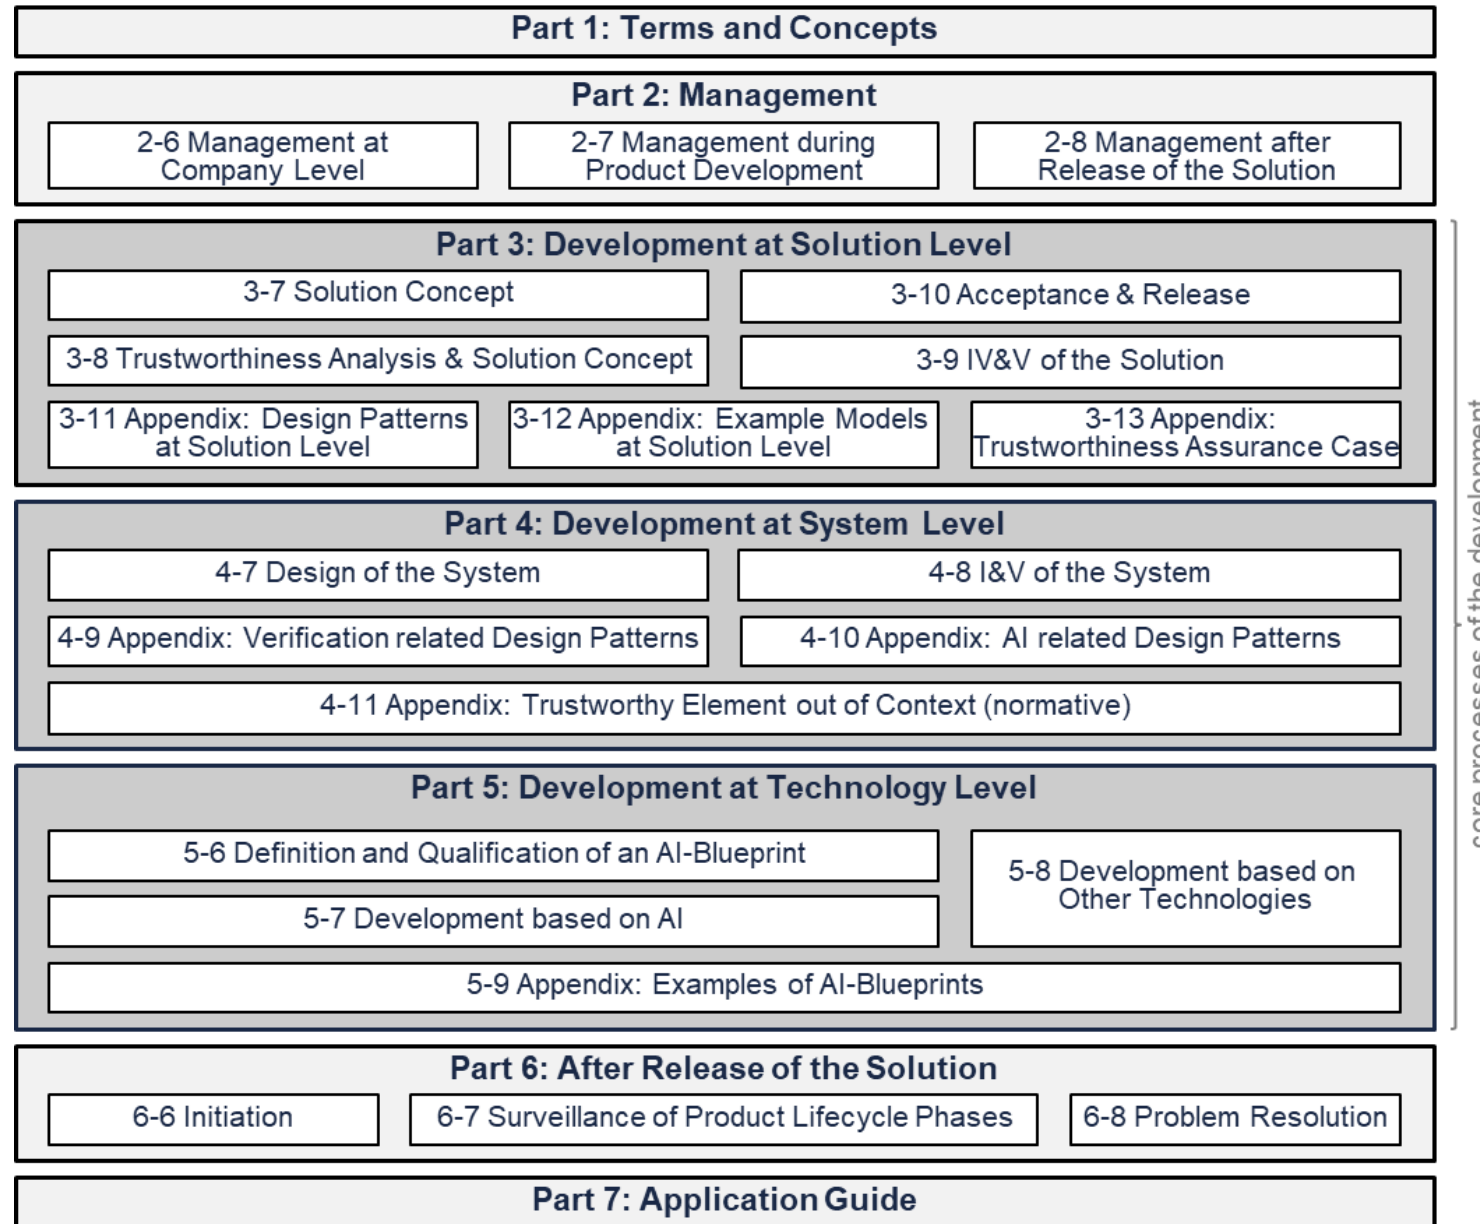 Part 1: Terms and Concepts
Part 2: Management
2-6 Management at
Company Level
2-7 Management during
Product Development
2-8 Management after
Release of the Solution
Part 3: Development at Solution Level
3-7 Solution Concept
3-10 Acceptance & Release
3-8 Trustworthiness Analysis & Solution Concept
3-9 IV&V of the Solution
3-11 Appendix: Design Patterns
at Solution Level
3-12 Appendix: Example Models
at Solution Level
3-13 Appendix:
Trustworthiness Assurance Case
Part 4: Development at System Level
4-7 Design of the System
4-8 I&V of the System
4-9 Appendix: Verification related Design Patterns
4-10 Appendix: AI related Design Patterns
4-11 Appendix: Trustworthy Element out of Context (normative)
Part 5: Development at Technology Level
5-6 Definition and Qualification of an AI-Blueprint
5-7 Development based on AI
5-8 Development based on
Other Technologies
5-9 Appendix: Examples of AI-Blueprints
core processes of the development
Part 6: After Release of the Solution
6-6 Initiation
6-7 Surveillance of Product Lifecycle Phases
6-8 Problem Resolution
Part 7: Application Guide